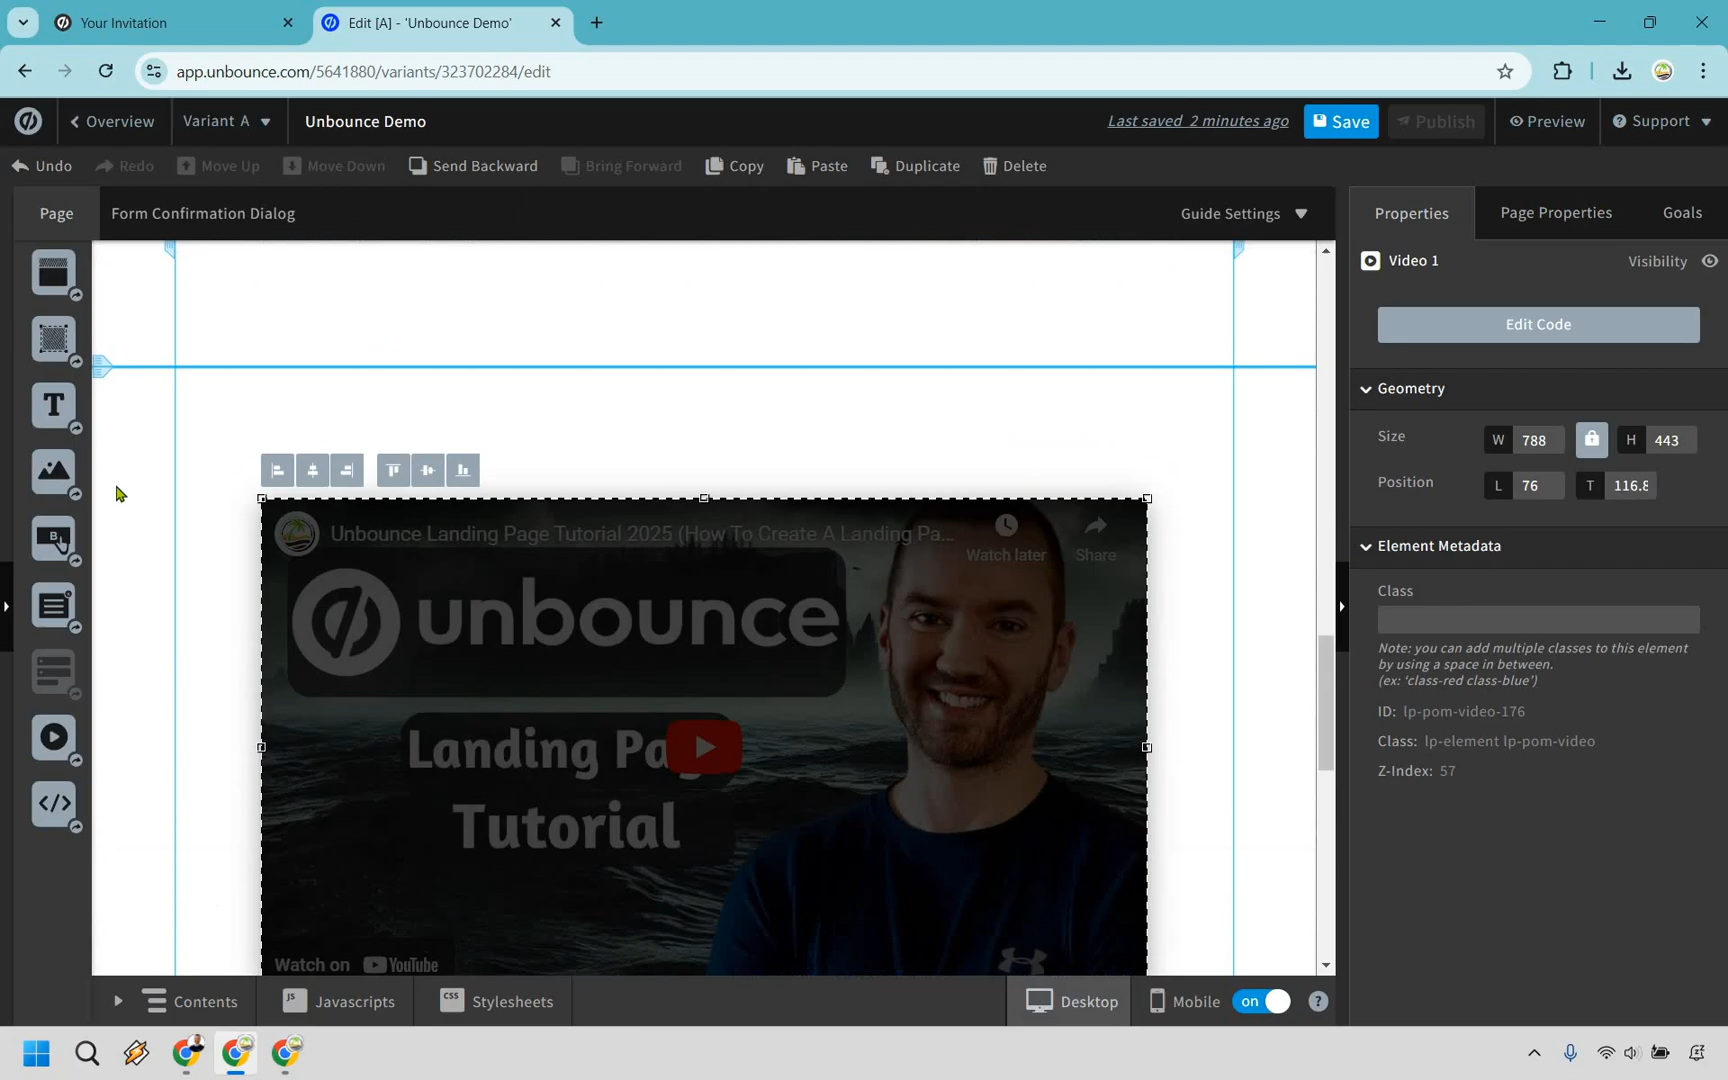 Your Invitation
Edit [A] - 'Unbounce Demo'
app.unbounce.com/5641880/variants/323702284/edit
Overview
Variant A
Unbounce Demo
Last saved 2 minutes ago
Save
Publish
Preview
Support
Undo
Redo
Move Up
Move Down
Send Backward
Bring Forward
Copy
Paste
Duplicate
Delete
Page
Form Confirmation Dialog
Guide Settings
Properties
Page Properties
Goals
Video 1
Visibility
Edit Code
Geometry
Size
W 788
H 443
Position
L 76
T 116.8
Element Metadata
Class
Note: you can add multiple classes to this element
by using a space in between.
(ex: 'class-red class-blue')
ID: lp-pom-video-176
Class: lp-element lp-pom-video
Z-Index: 57
T
B
</>
Unbounce Landing Page Tutorial 2025 (How To Create A Landing Pa...
Watch later
Share
unbounce
Landing Pag
Tutorial
Watch on YouTube
Contents
JS Javascripts
CSS Stylesheets
Desktop
Mobile
on
?